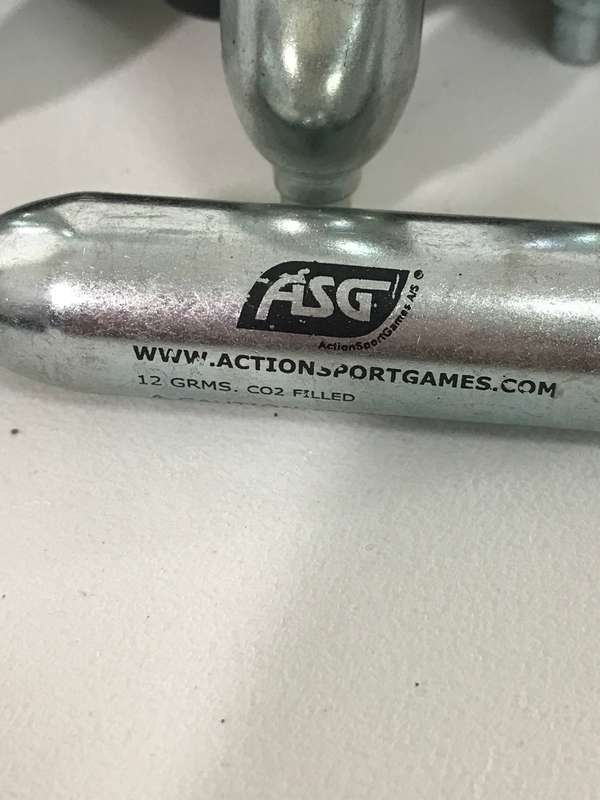 ASG®
ActionSportGames A/S
WWW.ACTIONSPORTGAMES.COM
12 GRMS. CO2 FILLED